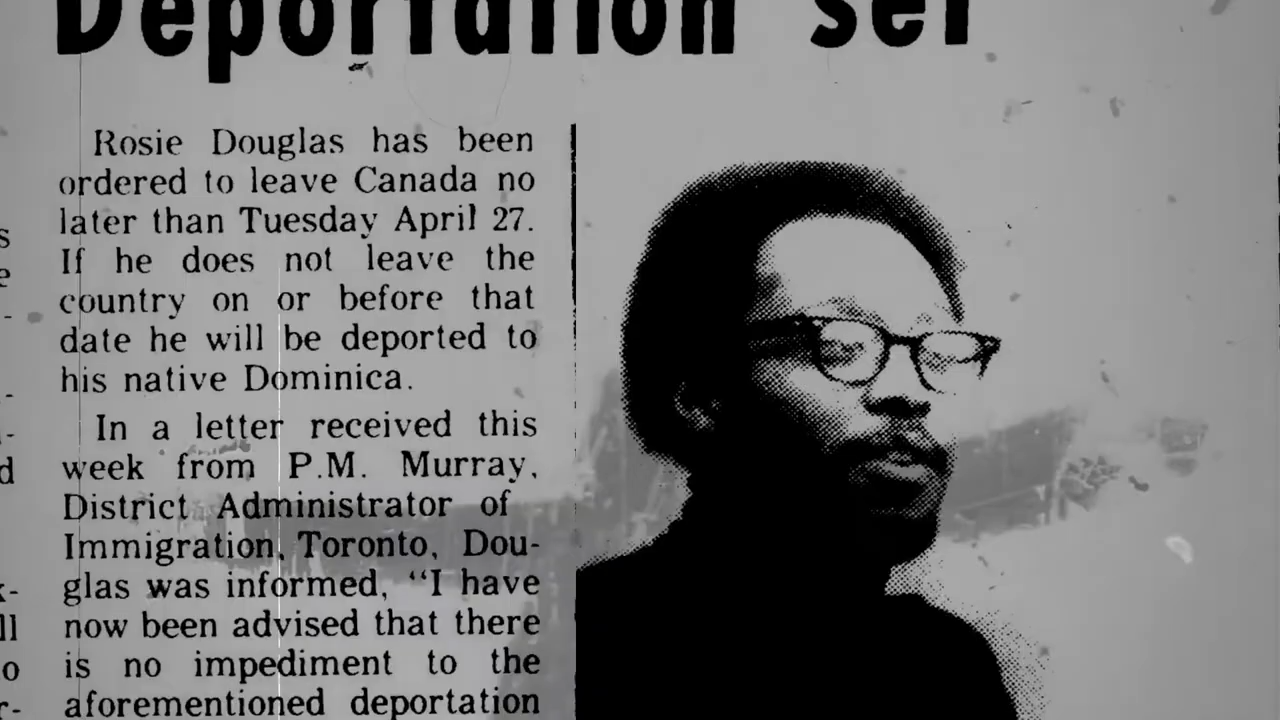 Deportation set
Rosie Douglas has been
ordered to leave Canada no
later than Tuesday April 27.
If he does not leave the
country on or before that
date he will be deported to
his native Dominica.
In a letter received this
week from P.M. Murray,
District Administrator of
Immigration, Toronto, Dou-
glas was informed, “I have
now been advised that there
is no impediment to the
aforementioned deportation